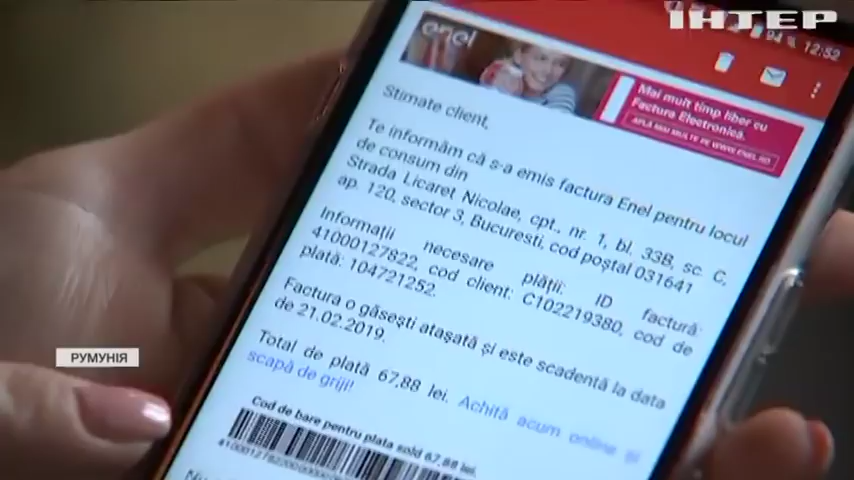 ІНТЕР
94
12:52
enel
Mai mult timp liber cu
Factura Electronică.
AFLĂ MAI MULTE PE WWW.ENEL.RO
Stimate client,
Te informăm că s-a emis factura Enel pentru locul
de consum din
Strada Licaret Nicolae, cpt., nr. 1, bl. 33B, sc. C,
ap. 120, sector 3, Bucuresti, cod poștal 031641
Informații necesare plății: ID factură:
41000127822, cod client: C102219380, cod de
plată: 104721252.
Factura o găsești atașată și este scadentă la data
de 21.02.2019.
Total de plată 67,88 lei. Achită acum online și
scapă de griji!
Cod de bare pentru plata sold 67,88 lei.
РУМУНІЯ